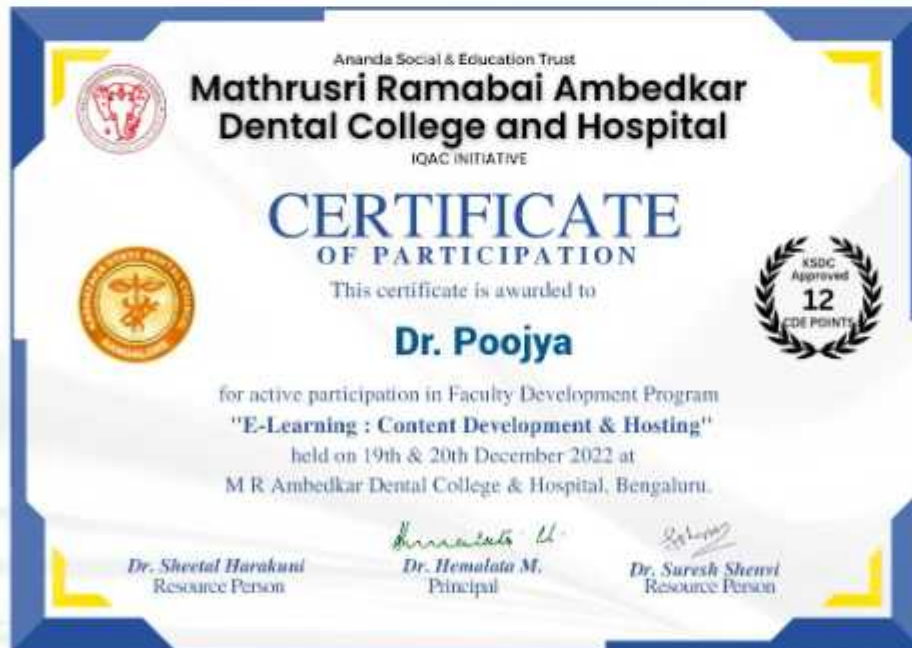 Ananda Social & Education Trust
Mathrusri Ramabai Ambedkar
Dental College and Hospital
IQAC INITIATIVE
CERTIFICATE
OF PARTICIPATION
This certificate is awarded to
KSDC
Approved
12
CDE POINTS
Dr. Poojya
for active participation in Faculty Development Program
"E-Learning : Content Development & Hosting"
held on 19th & 20th December 2022 at
M R Ambedkar Dental College & Hospital, Bengaluru.
Dr. Sheetal Harakuni
Resource Person
Dr. Hemalata M.
Principal
Dr. Suresh Shenvi
Resource Person